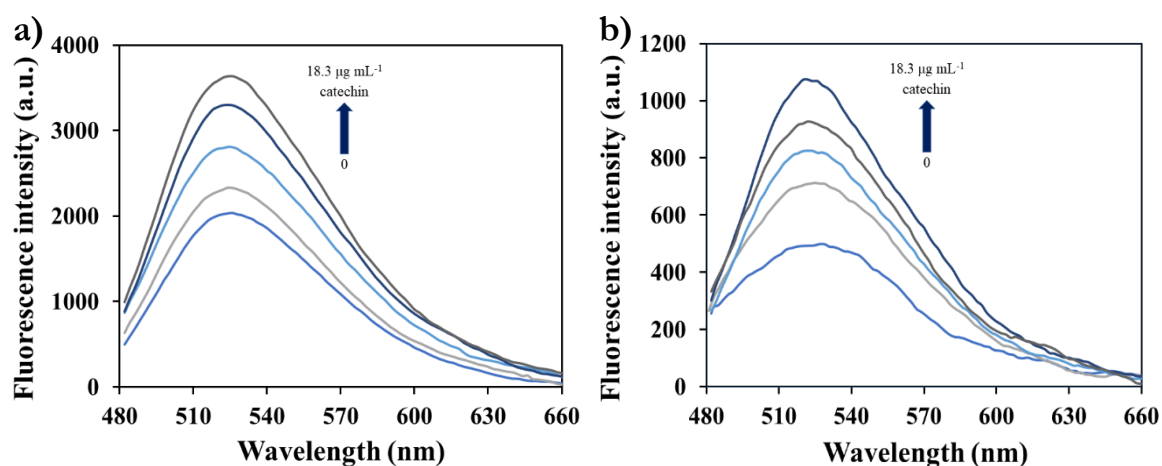 a)
Fluorescence intensity (a.u.)
4000
3000
2000
1000
0
18.3 µg mL⁻¹
catechin
0
480 510 540 570 600 630 660
Wavelength (nm)
b)
Fluorescence intensity (a.u.)
1200
1000
800
600
400
200
0
18.3 µg mL⁻¹
catechin
0
480 510 540 570 600 630 660
Wavelength (nm)